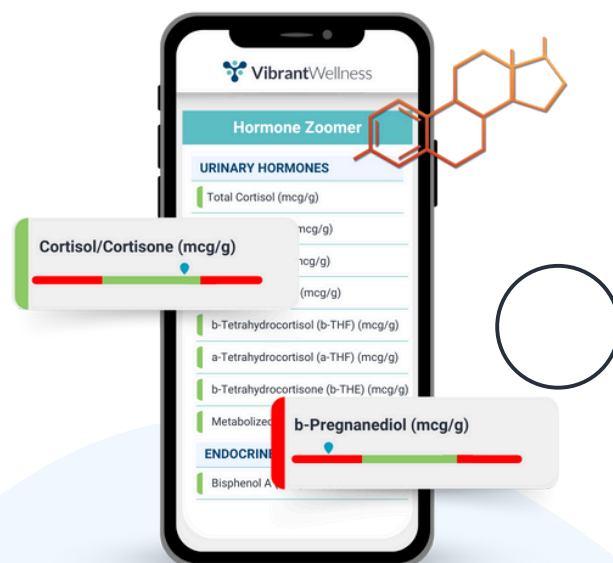 VibrantWellness
Hormone Zoomer
URINARY HORMONES
Total Cortisol (mcg/g)
Cortisol/Cortisone (mcg/g)
mcg/g)
mcg/g)
(mcg/g)
b-Tetrahydrocortisol (b-THF) (mcg/g)
a-Tetrahydrocortisol (a-THF) (mcg/g)
b-Tetrahydrocortisone (b-THE) (mcg/g)
Metabolized
b-Pregnanediol (mcg/g)
ENDOCRINE
Bisphenol A